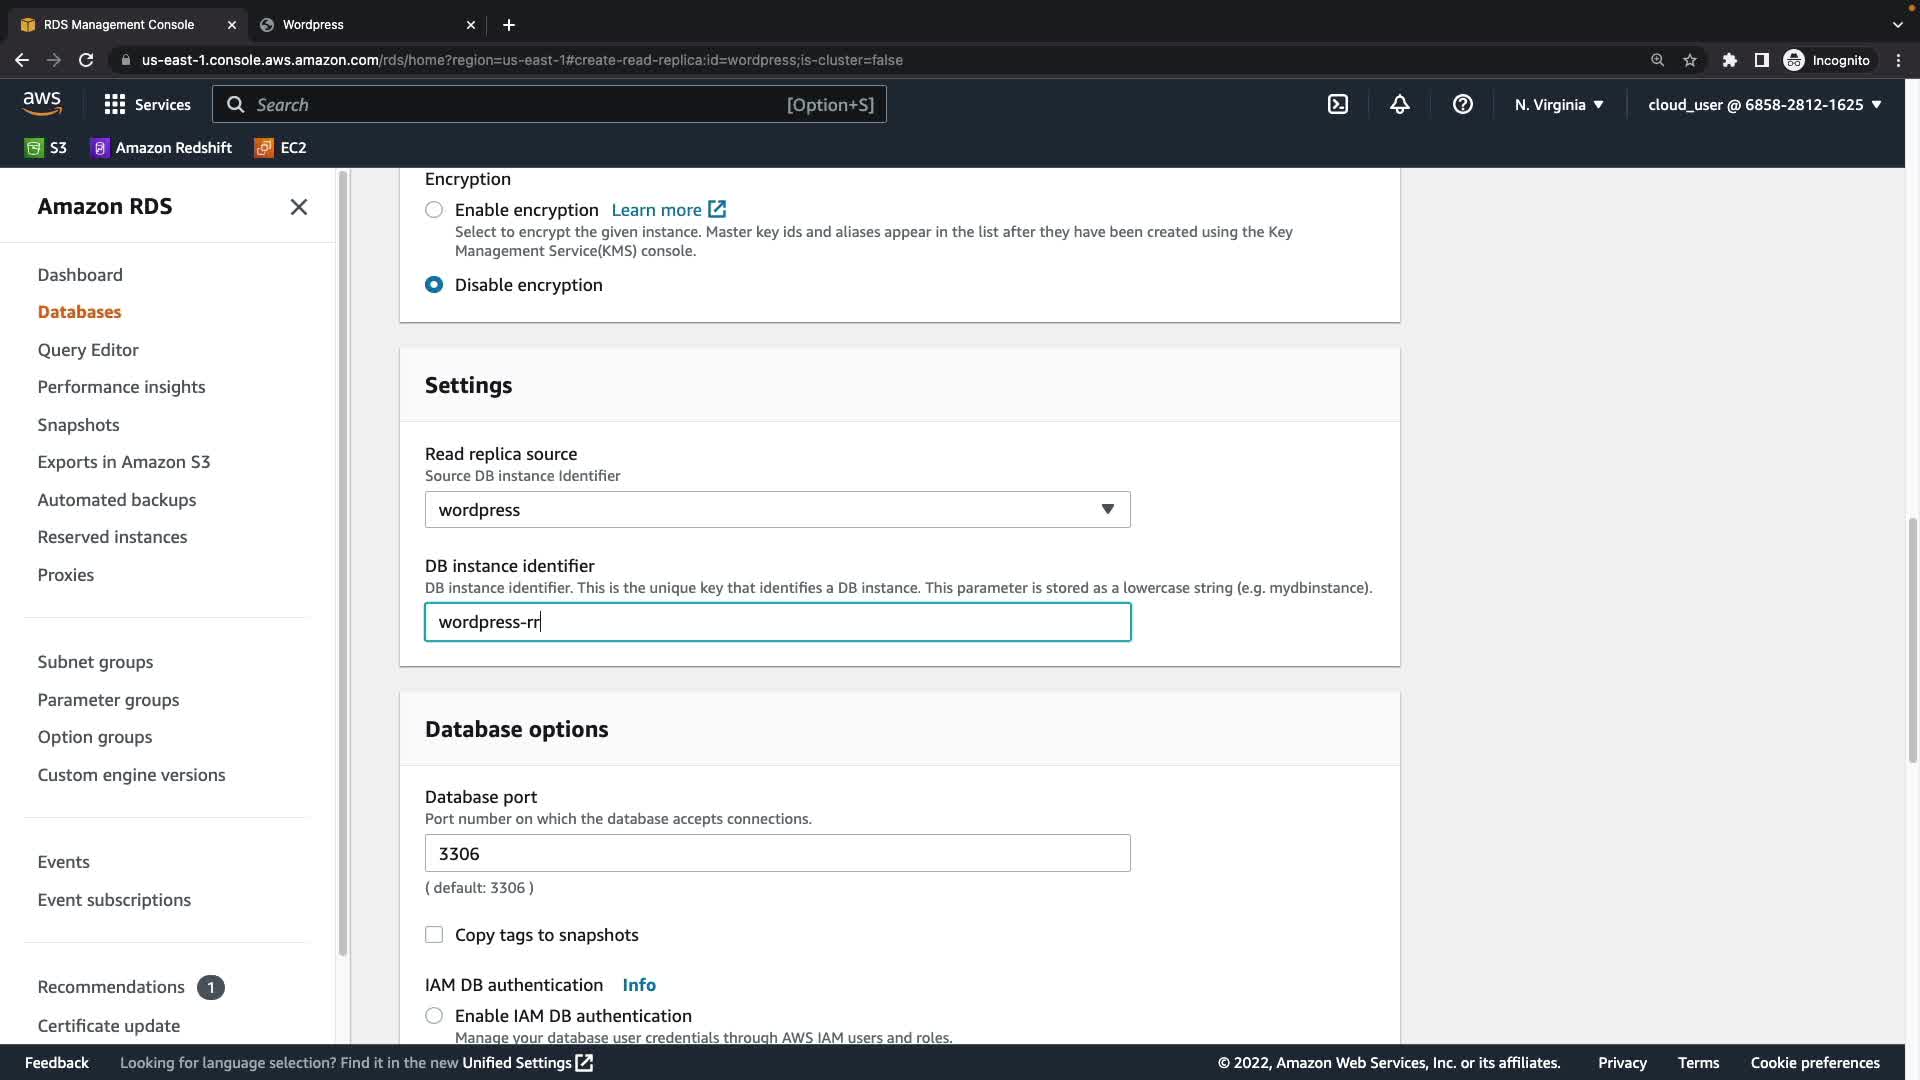 RDS Management Console
Wordpress
us-east-1.console.aws.amazon.com/rds/home?region=us-east-1#create-read-replica:id=wordpress;is-cluster=false
Incognito
aws
Services
Search
[Option+S]
N. Virginia
cloud_user @ 6858-2812-1625
S3
Amazon Redshift
EC2
Amazon RDS
Dashboard
Databases
Query Editor
Performance insights
Snapshots
Exports in Amazon S3
Automated backups
Reserved instances
Proxies
Subnet groups
Parameter groups
Option groups
Custom engine versions
Events
Event subscriptions
Recommendations 1
Certificate update
Encryption
Enable encryption Learn more
Select to encrypt the given instance. Master key ids and aliases appear in the list after they have been created using the Key
Management Service(KMS) console.
Disable encryption
Settings
Read replica source
Source DB instance Identifier
wordpress
DB instance identifier
DB instance identifier. This is the unique key that identifies a DB instance. This parameter is stored as a lowercase string (e.g. mydbinstance).
wordpress-rr
Database options
Database port
Port number on which the database accepts connections.
3306
( default: 3306 )
Copy tags to snapshots
IAM DB authentication Info
Enable IAM DB authentication
Manage your database user credentials through AWS IAM users and roles.
Feedback
Looking for language selection? Find it in the new Unified Settings
© 2022, Amazon Web Services, Inc. or its affiliates.
Privacy
Terms
Cookie preferences